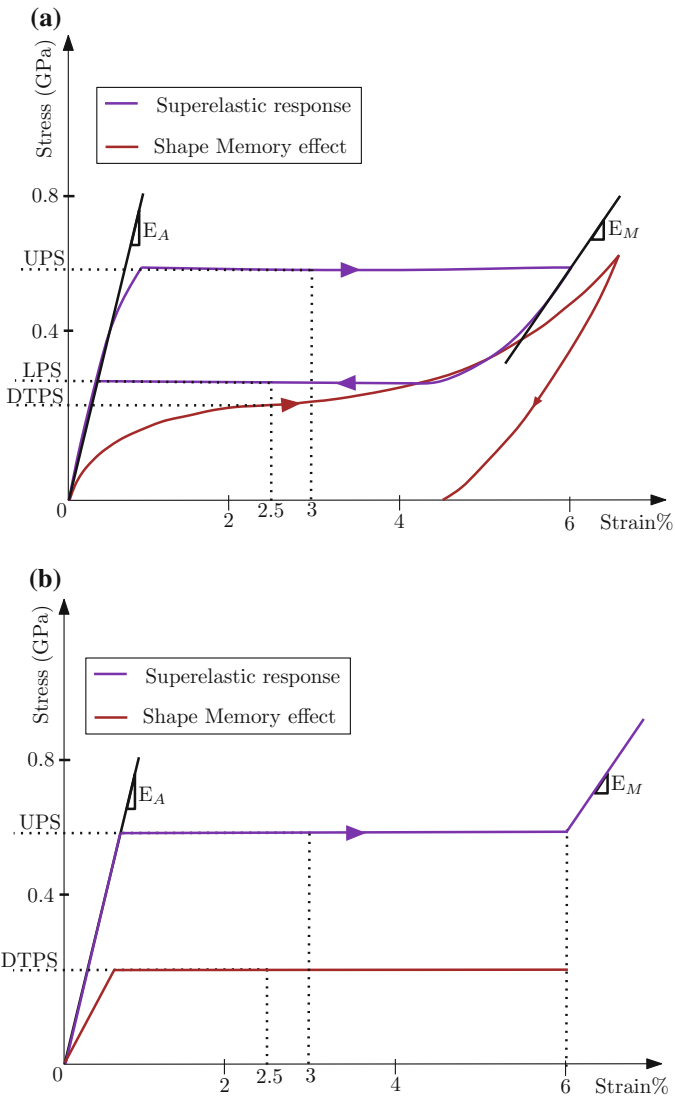 (a)
Stress (GPa)
Superelastic response
Shape Memory effect
0.8
E_A
E_M
UPS
0.4
LPS
DTPS
0
2
2.5
3
4
6
Strain%
(b)
Stress (GPa)
Superelastic response
Shape Memory effect
0.8
E_A
E_M
UPS
0.4
DTPS
0
2
2.5
3
4
6
Strain%